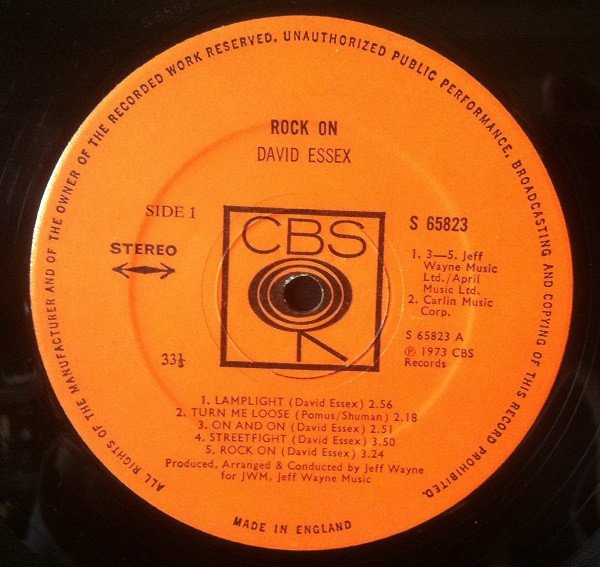 ALL RIGHTS OF THE MANUFACTURER AND OF THE OWNER OF THE RECORDED WORK RESERVED. UNAUTHORIZED PUBLIC PERFORMANCE, BROADCASTING AND COPYING OF THIS RECORD PROHIBITED.
ROCK ON
DAVID ESSEX
SIDE 1
CBS
S 65823
STEREO
1. 3—5. Jeff
Wayne Music
Ltd./April
Music Ltd.
2. Carlin Music
Corp.
S 65823 A
33⅓
℗ 1973 CBS
Records
1. LAMPLIGHT (David Essex) 2.56
2. TURN ME LOOSE (Pomus/Shuman) 2.18
3. ON AND ON (David Essex) 2.51
4. STREETFIGHT (David Essex) 3.50
5. ROCK ON (David Essex) 3.24
Produced, Arranged & Conducted by Jeff Wayne
for JWM, Jeff Wayne Music
MADE IN ENGLAND